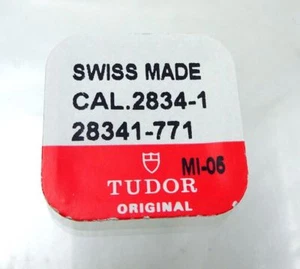 SWISS MADE
CAL.2834-1
28341-771
MI-06
TUDOR
ORIGINAL